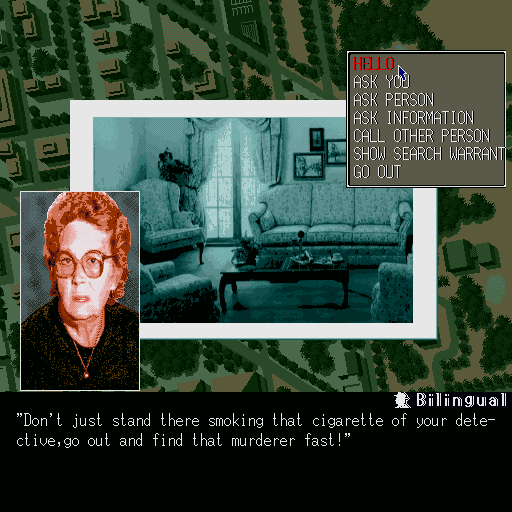 HELLO
ASK YOU
ASK PERSON
ASK INFORMATION
CALL OTHER PERSON
SHOW SEARCH WARRANT
GO OUT
Bilingual
"Don't just stand there smoking that cigarette of your dete-
ctive,go out and find that murderer fast!"